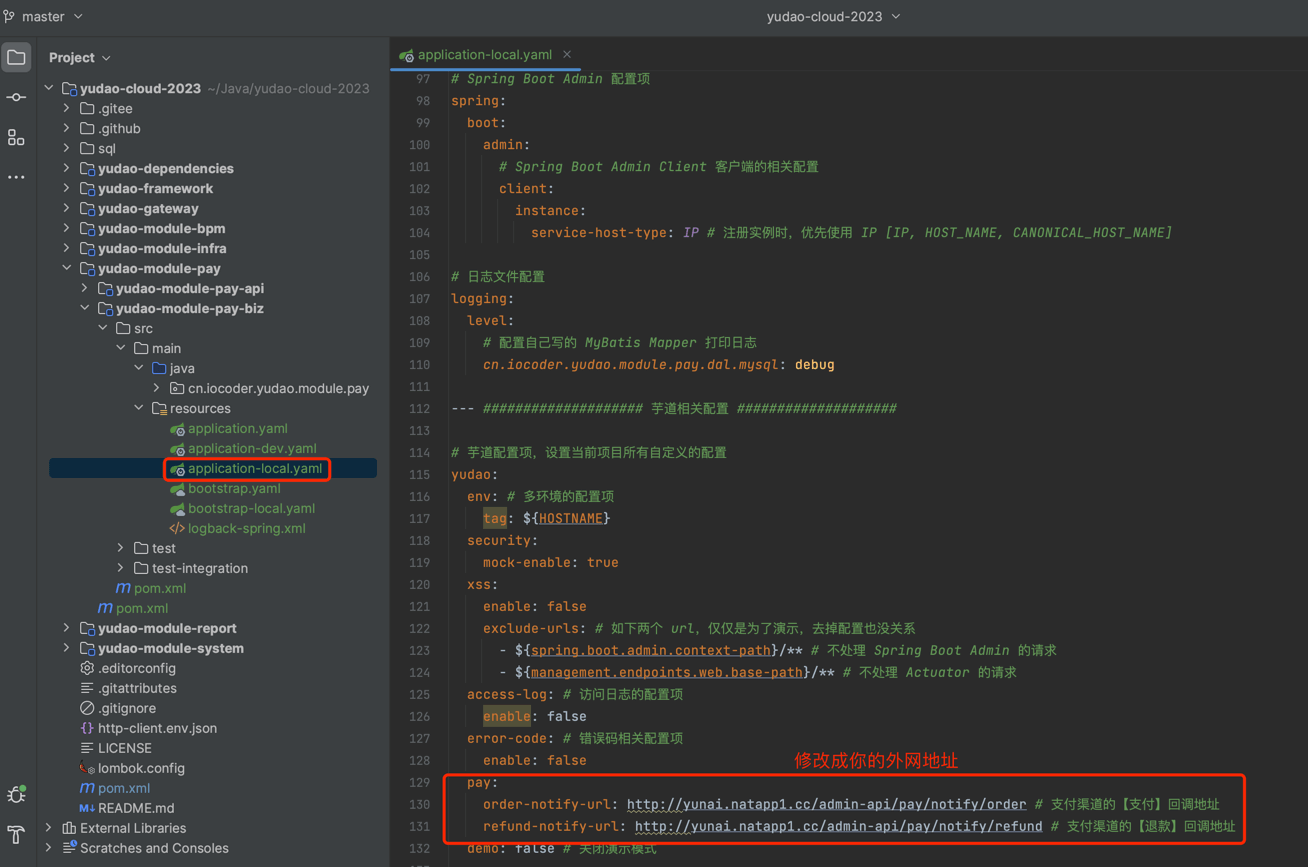 master
yudao-cloud-2023
Project
yudao-cloud-2023 ~/Java/yudao-cloud-2023
.gitee
.github
sql
yudao-dependencies
yudao-framework
yudao-gateway
yudao-module-bpm
yudao-module-infra
yudao-module-pay
yudao-module-pay-api
yudao-module-pay-biz
src
main
java
cn.iocoder.yudao.module.pay
resources
application.yaml
application-dev.yaml
application-local.yaml
bootstrap.yaml
bootstrap-local.yaml
logback-spring.xml
test
test-integration
pom.xml
pom.xml
yudao-module-report
yudao-module-system
.editorconfig
.gitattributes
.gitignore
http-client.env.json
LICENSE
lombok.config
pom.xml
README.md
External Libraries
Scratches and Consoles
application-local.yaml
97 # Spring Boot Admin 配置项
98 spring:
99 boot:
100 admin:
101 # Spring Boot Admin Client 客户端的相关配置
102 client:
103 instance:
104 service-host-type: IP # 注册实例时，优先使用 IP [IP, HOST_NAME, CANONICAL_HOST_NAME]
105
106 # 日志文件配置
107 logging:
108 level:
109 # 配置自己写的 MyBatis Mapper 打印日志
110 cn.iocoder.yudao.module.pay.dal.mysql: debug
111
112 --- #################### 芋道相关配置 ####################
113
114 # 芋道配置项，设置当前项目所有自定义的配置
115 yudao:
116 env: # 多环境的配置项
117 tag: ${HOSTNAME}
118 security:
119 mock-enable: true
120 xss:
121 enable: false
122 exclude-urls: # 如下两个 url，仅仅是为了演示，去掉配置也没关系
123 - ${spring.boot.admin.context-path}/** # 不处理 Spring Boot Admin 的请求
124 - ${management.endpoints.web.base-path}/** # 不处理 Actuator 的请求
125 access-log: # 访问日志的配置项
126 enable: false
127 error-code: # 错误码相关配置项
128 enable: false
修改成你的外网地址
129 pay:
130 order-notify-url: http://yunai.natapp1.cc/admin-api/pay/notify/order # 支付渠道的【支付】回调地址
131 refund-notify-url: http://yunai.natapp1.cc/admin-api/pay/notify/refund # 支付渠道的【退款】回调地址
132 demo: false # 关闭演示模式